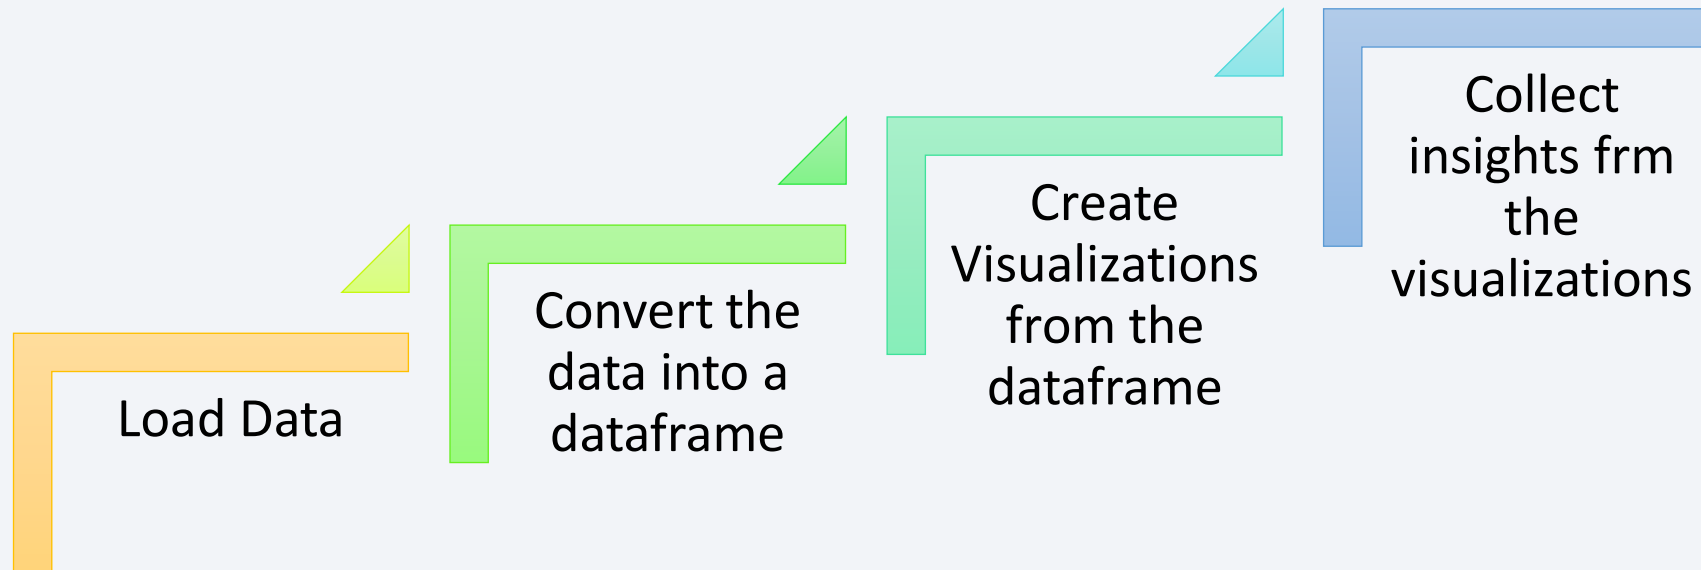 Load Data
Convert the
data into a
dataframe
Create
Visualizations
from the
dataframe
Collect
insights frm
the
visualizations